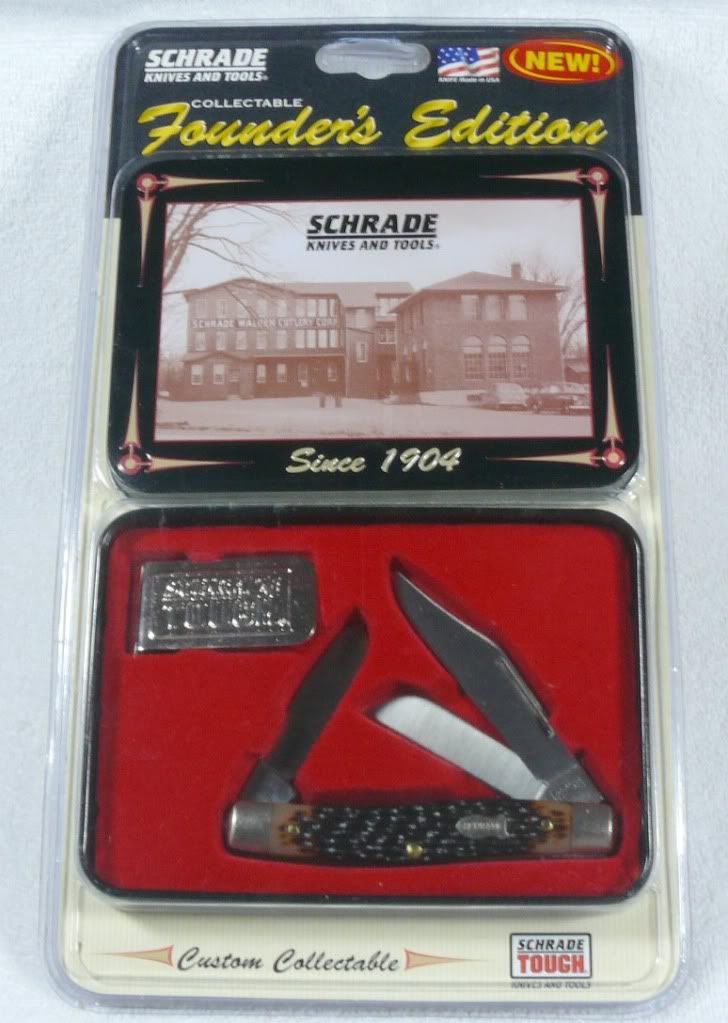 SCHRADE
KNIVES AND TOOLS®
KNIFE Made in USA
NEW!
COLLECTABLE
Founder's Edition
SCHRADE
KNIVES AND TOOLS®
SCHRADE WALDEN CUTLERY CORP.
Since 1904
SCHRADE
TOUGH
Custom Collectable
SCHRADE
TOUGH
KNIVES AND TOOLS